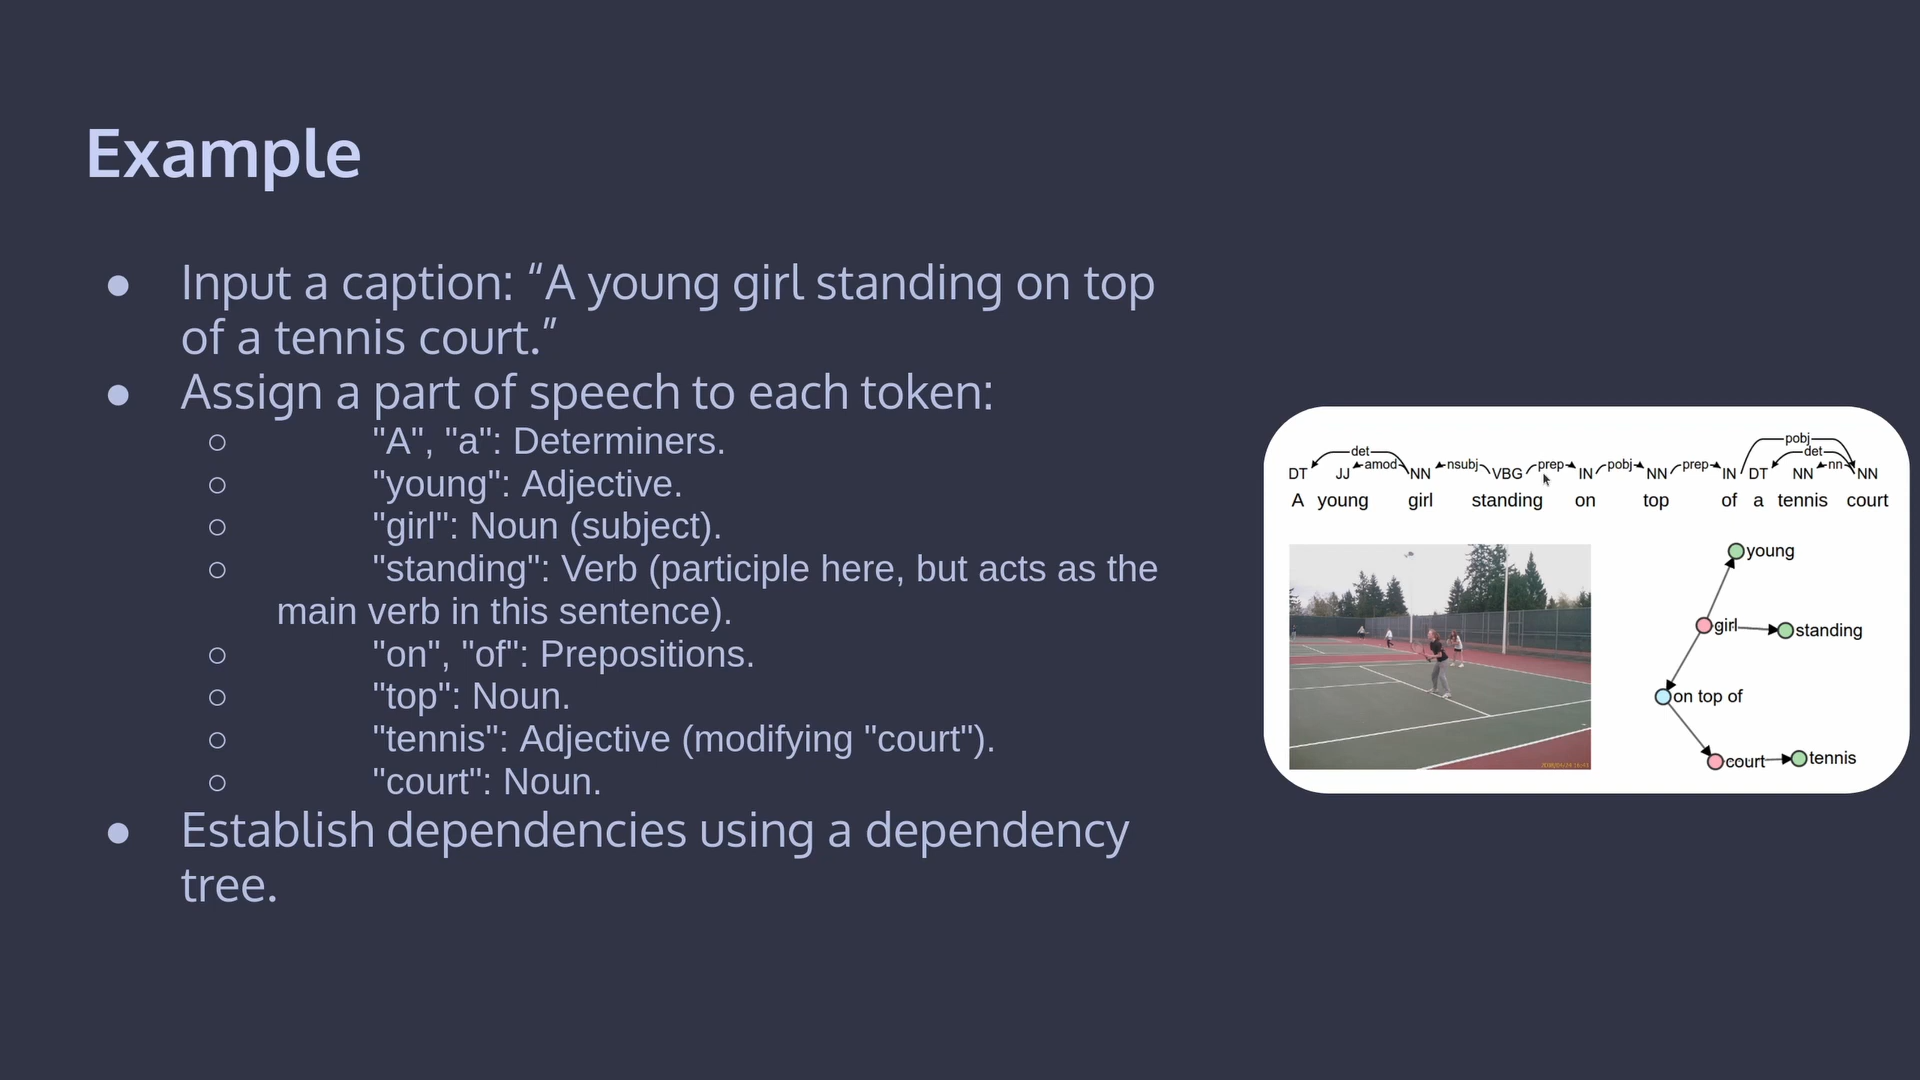 Example
● Input a caption: “A young girl standing on top
of a tennis court.”
● Assign a part of speech to each token:
○ "A", "a": Determiners.
○ "young": Adjective.
○ "girl": Noun (subject).
○ "standing": Verb (participle here, but acts as the
main verb in this sentence).
○ "on", "of": Prepositions.
○ "top": Noun.
○ "tennis": Adjective (modifying "court").
○ "court": Noun.
● Establish dependencies using a dependency
tree.
pobj
det det
amod nsubj prep pobj prep nn
DT JJ NN VBG IN NN IN DT NN NN
A young girl standing on top of a tennis court
young
girl standing
on top of
court tennis